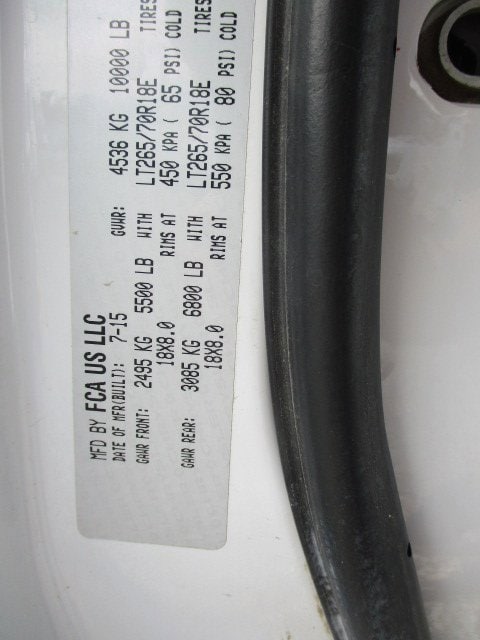 MFD BY FCA US LLC
DATE OF MFR(BUILT): 7-15 GVWR: 4536 KG 10000 LB
GAWR FRONT: 2495 KG 5500 LB WITH LT265/70R18E TIRES
18X8.0 RIMS AT 450 KPA ( 65 PSI) COLD
GAWR REAR: 3085 KG 6800 LB WITH LT265/70R18E TIRES
18X8.0 RIMS AT 550 KPA ( 80 PSI) COLD